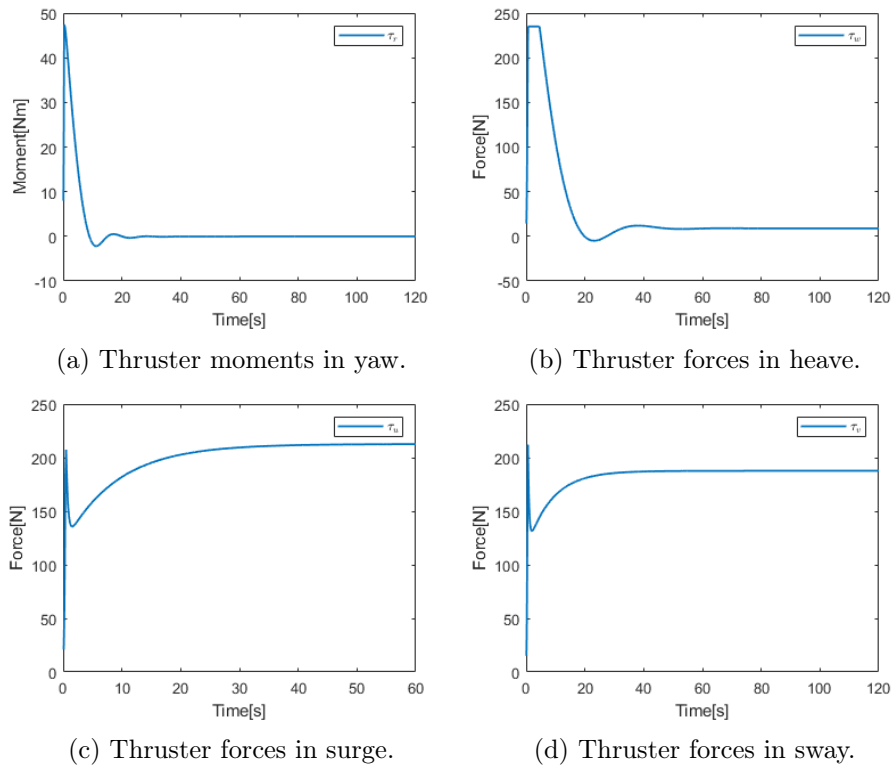 50
40
30
20
10
0
-10
Moment[Nm]
τr
0 20 40 60 80 100 120
Time[s]
(a) Thruster moments in yaw.
250
200
150
100
50
0
-50
Force[N]
τw
0 20 40 60 80 100 120
Time[s]
(b) Thruster forces in heave.
250
200
150
100
50
0
Force[N]
τu
0 10 20 30 40 50 60
Time[s]
(c) Thruster forces in surge.
250
200
150
100
50
0
Force[N]
τv
0 20 40 60 80 100 120
Time[s]
(d) Thruster forces in sway.